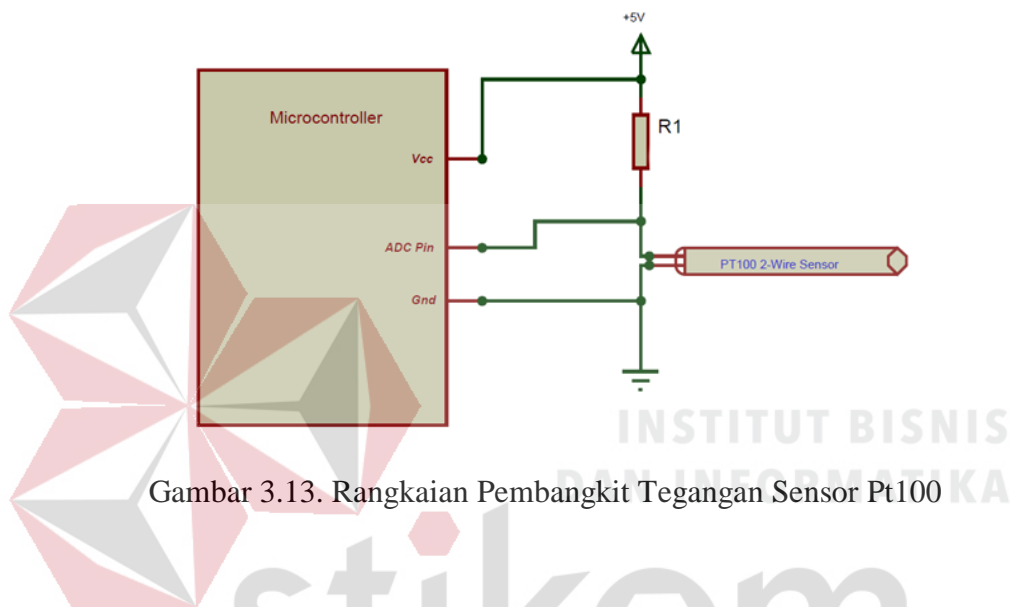 +5V
Microcontroller
R1
Vcc
ADC Pin
PT100 2-Wire Sensor
Gnd
INSTITUT BISNIS
DAN INFORMATIKA
Gambar 3.13. Rangkaian Pembangkit Tegangan Sensor Pt100
stikom